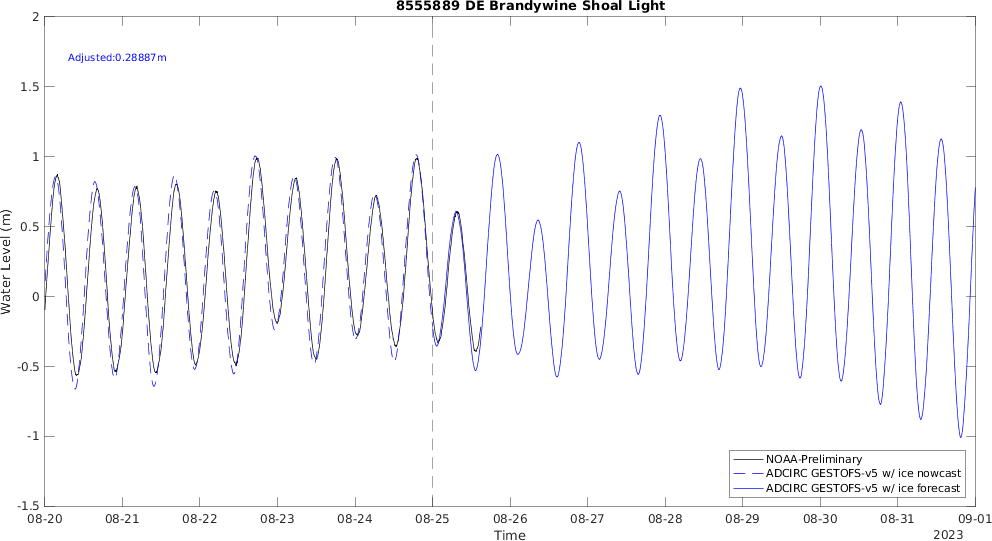 8555889 DE Brandywine Shoal Light
Adjusted:0.28887m
Water Level (m)
2
1.5
1
0.5
0
-0.5
-1
-1.5
08-20 08-21 08-22 08-23 08-24 08-25 08-26 08-27 08-28 08-29 08-30 08-31 09-01
Time
2023
NOAA-Preliminary
ADCIRC GESTOFS-v5 w/ ice nowcast
ADCIRC GESTOFS-v5 w/ ice forecast